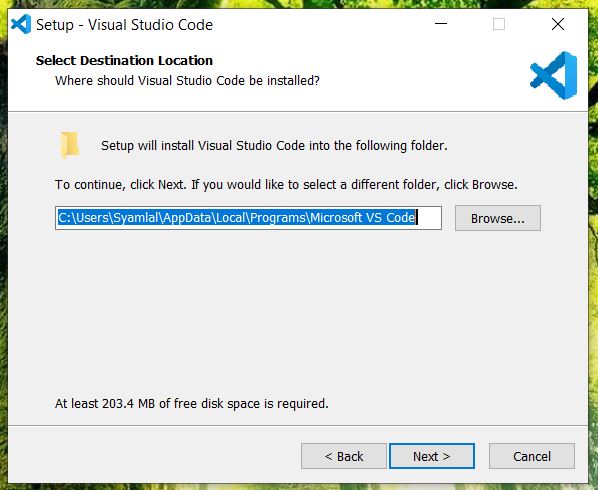 Setup - Visual Studio Code
Select Destination Location
Where should Visual Studio Code be installed?
Setup will install Visual Studio Code into the following folder.
To continue, click Next. If you would like to select a different folder, click Browse.
C:\Users\Syamlal\AppData\Local\Programs\Microsoft VS Code
Browse...
At least 203.4 MB of free disk space is required.
< Back
Next >
Cancel